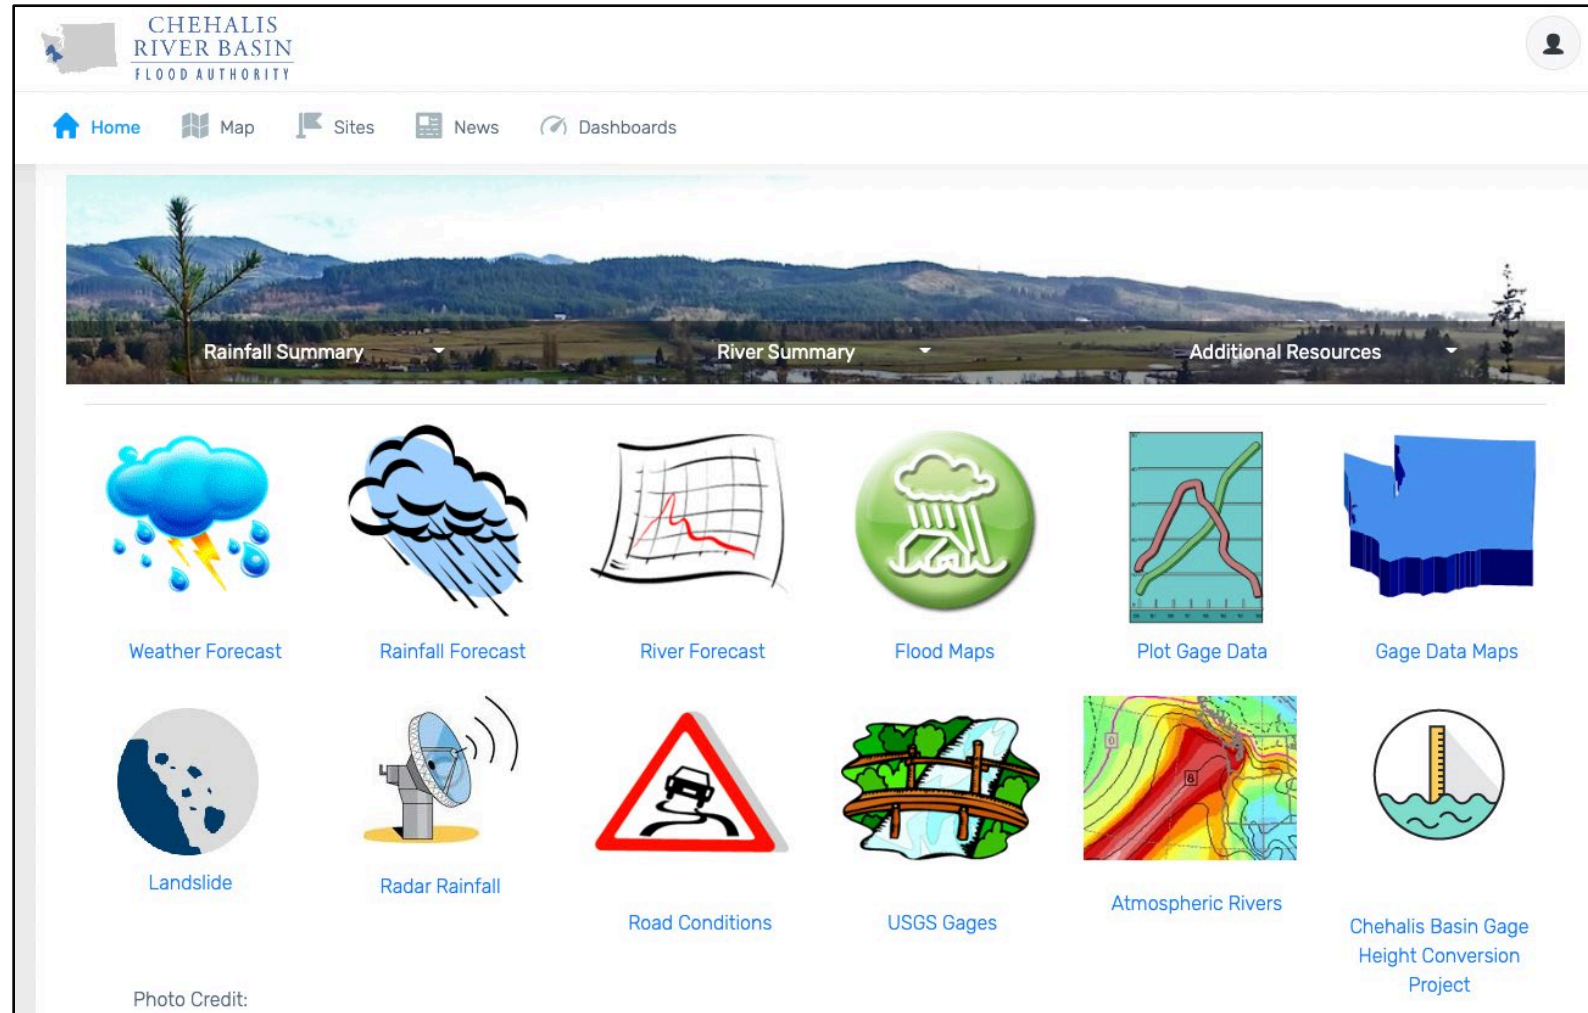 CHEHALIS
RIVER BASIN
FLOOD AUTHORITY
Home Map Sites News Dashboards
Rainfall Summary River Summary Additional Resources
Weather Forecast Rainfall Forecast River Forecast Flood Maps Plot Gage Data Gage Data Maps
0
8
Landslide Radar Rainfall Road Conditions USGS Gages Atmospheric Rivers
Chehalis Basin Gage
Height Conversion
Project
Photo Credit: